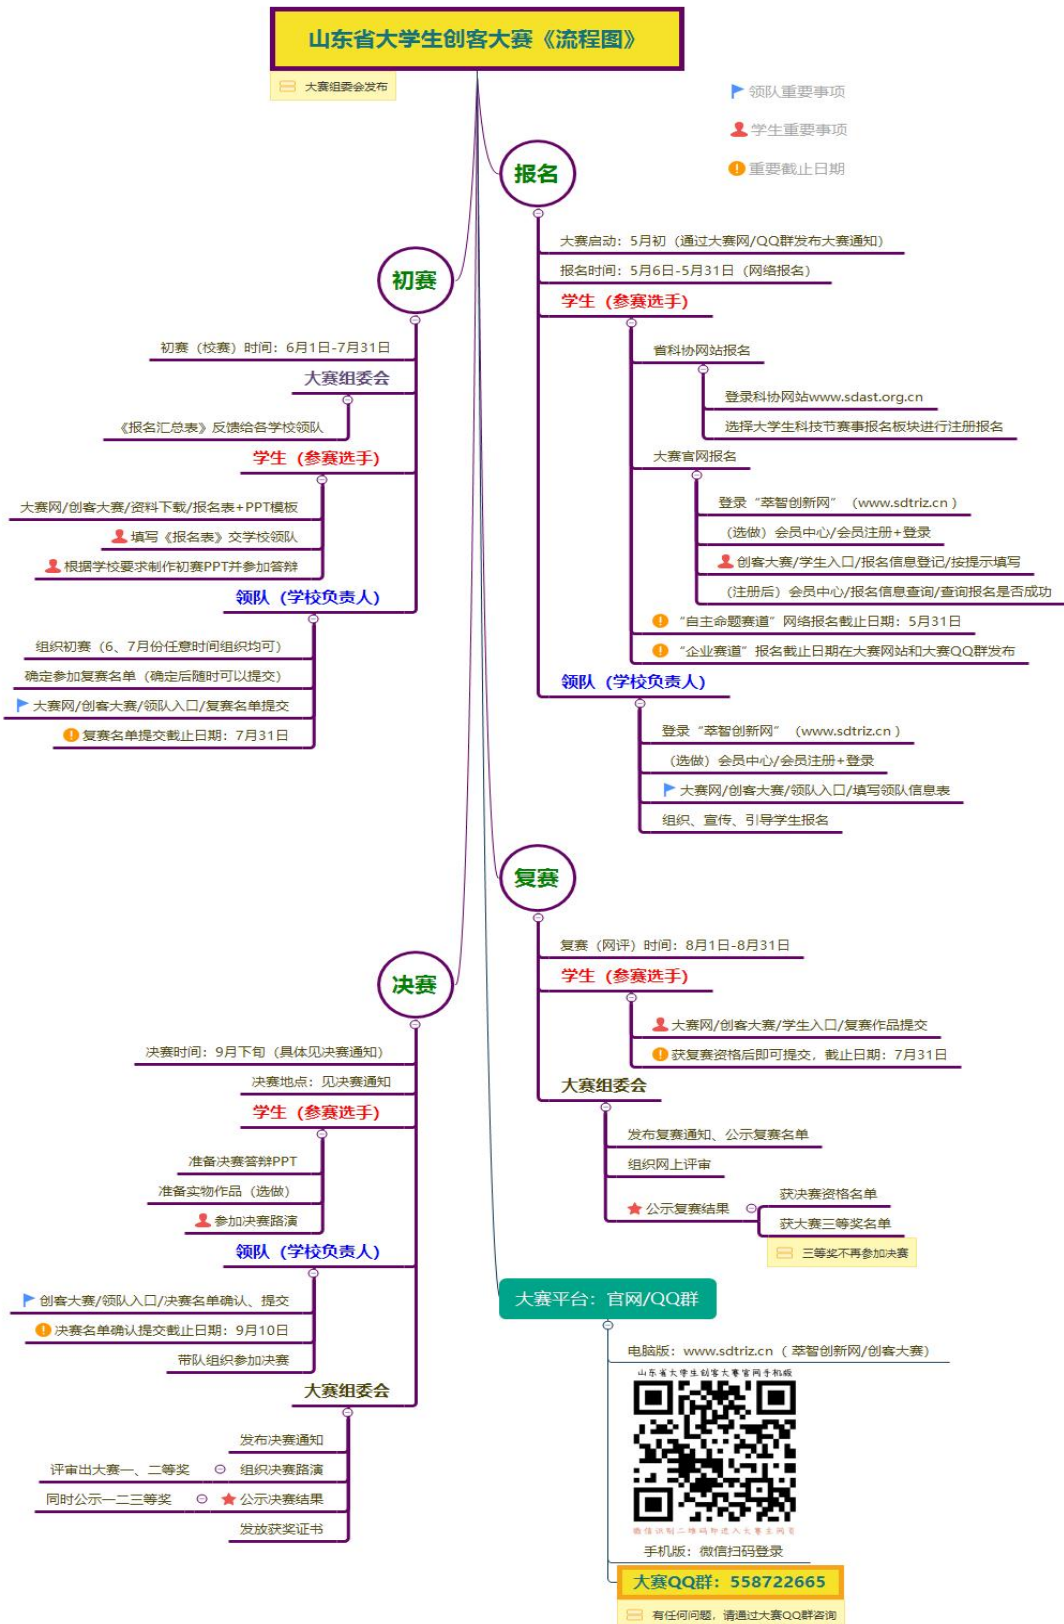 山东省大学生创客大赛《流程图》
大赛组委会发布
领队重要事项
学生重要事项
重要截止日期
报名
大赛启动：5月初（通过大赛网/QQ群发布大赛通知）
报名时间：5月6日-5月31日（网络报名）
学生（参赛选手）
省科协网站报名
登录科协网站www.sdast.org.cn
选择大学生科技节赛事报名板块进行注册报名
大赛官网报名
登录“萃智创新网”（www.sdtriz.cn ）
（选做）会员中心/会员注册+登录
创客大赛/学生入口/报名信息登记/按提示填写
（注册后）会员中心/报名信息查询/查询报名是否成功
“自主命题赛道”网络报名截止日期：5月31日
“企业赛道”报名截止日期在大赛网站和大赛QQ群发布
领队（学校负责人）
登录“萃智创新网”（www.sdtriz.cn ）
（选做）会员中心/会员注册+登录
大赛网/创客大赛/领队入口/填写领队信息表
组织、宣传、引导学生报名
初赛
初赛（校赛）时间：6月1日-7月31日
大赛组委会
《报名汇总表》反馈给各学校领队
学生（参赛选手）
大赛网/创客大赛/资料下载/报名表+PPT模板
填写《报名表》交学校领队
根据学校要求制作初赛PPT并参加答辩
领队（学校负责人）
组织初赛（6、7月份任意时间组织均可）
确定参加复赛名单（确定后随时可以提交）
大赛网/创客大赛/领队入口/复赛名单提交
复赛名单提交截止日期：7月31日
复赛
复赛（网评）时间：8月1日-8月31日
学生（参赛选手）
大赛网/创客大赛/学生入口/复赛作品提交
获复赛资格后即可提交，截止日期：7月31日
大赛组委会
发布复赛通知、公示复赛名单
组织网上评审
公示复赛结果
获决赛资格名单
获大赛三等奖名单
三等奖不再参加决赛
决赛
决赛时间：9月下旬（具体见决赛通知）
决赛地点：见决赛通知
学生（参赛选手）
准备决赛答辩PPT
准备实物作品（选做）
参加决赛路演
领队（学校负责人）
创客大赛/领队入口/决赛名单确认、提交
决赛名单确认提交截止日期：9月10日
带队组织参加决赛
大赛组委会
发布决赛通知
组织决赛路演
评审出大赛一、二等奖
公示决赛结果
同时公示一二三等奖
发放获奖证书
大赛平台：官网/QQ群
电脑版：www.sdtriz.cn（ 萃智创新网/创客大赛）
山东省大学生创客大赛官网手机版
微信识别二维码即进入大赛主网页
手机版：微信扫码登录
大赛QQ群：558722665
有任何问题，请通过大赛QQ群咨询